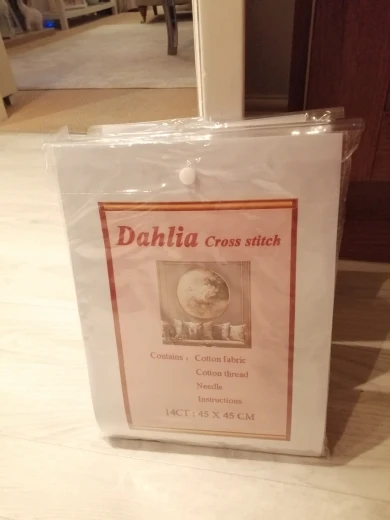 Dahlia Cross stitch
Contains : Cotton fabric
Cotton thread
Needle
Instructions
14CT : 45 X 45 CM